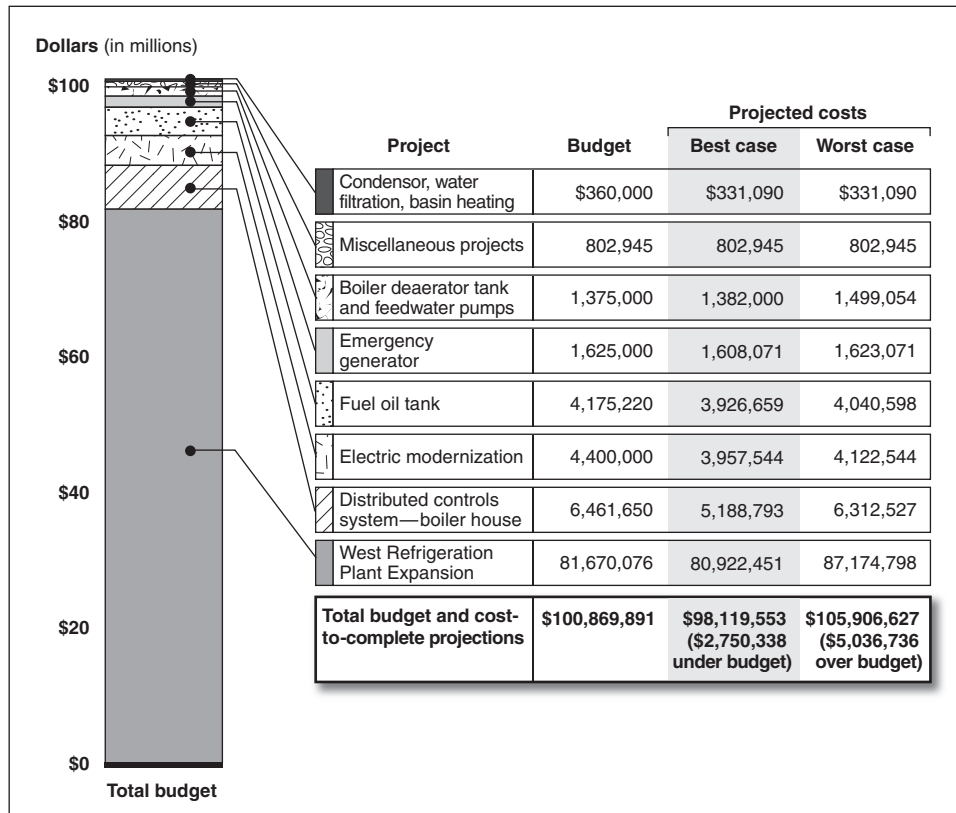 Dollars (in millions)
$100
$80
$60
$40
$20
$0
Total budget
Projected costs
Project Budget Best case Worst case
Condensor, water
filtration, basin heating $360,000 $331,090 $331,090
Miscellaneous projects 802,945 802,945 802,945
Boiler deaerator tank
and feedwater pumps 1,375,000 1,382,000 1,499,054
Emergency
generator 1,625,000 1,608,071 1,623,071
Fuel oil tank 4,175,220 3,926,659 4,040,598
Electric modernization 4,400,000 3,957,544 4,122,544
Distributed controls
system—boiler house 6,461,650 5,188,793 6,312,527
West Refrigeration
Plant Expansion 81,670,076 80,922,451 87,174,798
Total budget and cost- $100,869,891 $98,119,553 $105,906,627
to-complete projections ($2,750,338 ($5,036,736
under budget) over budget)